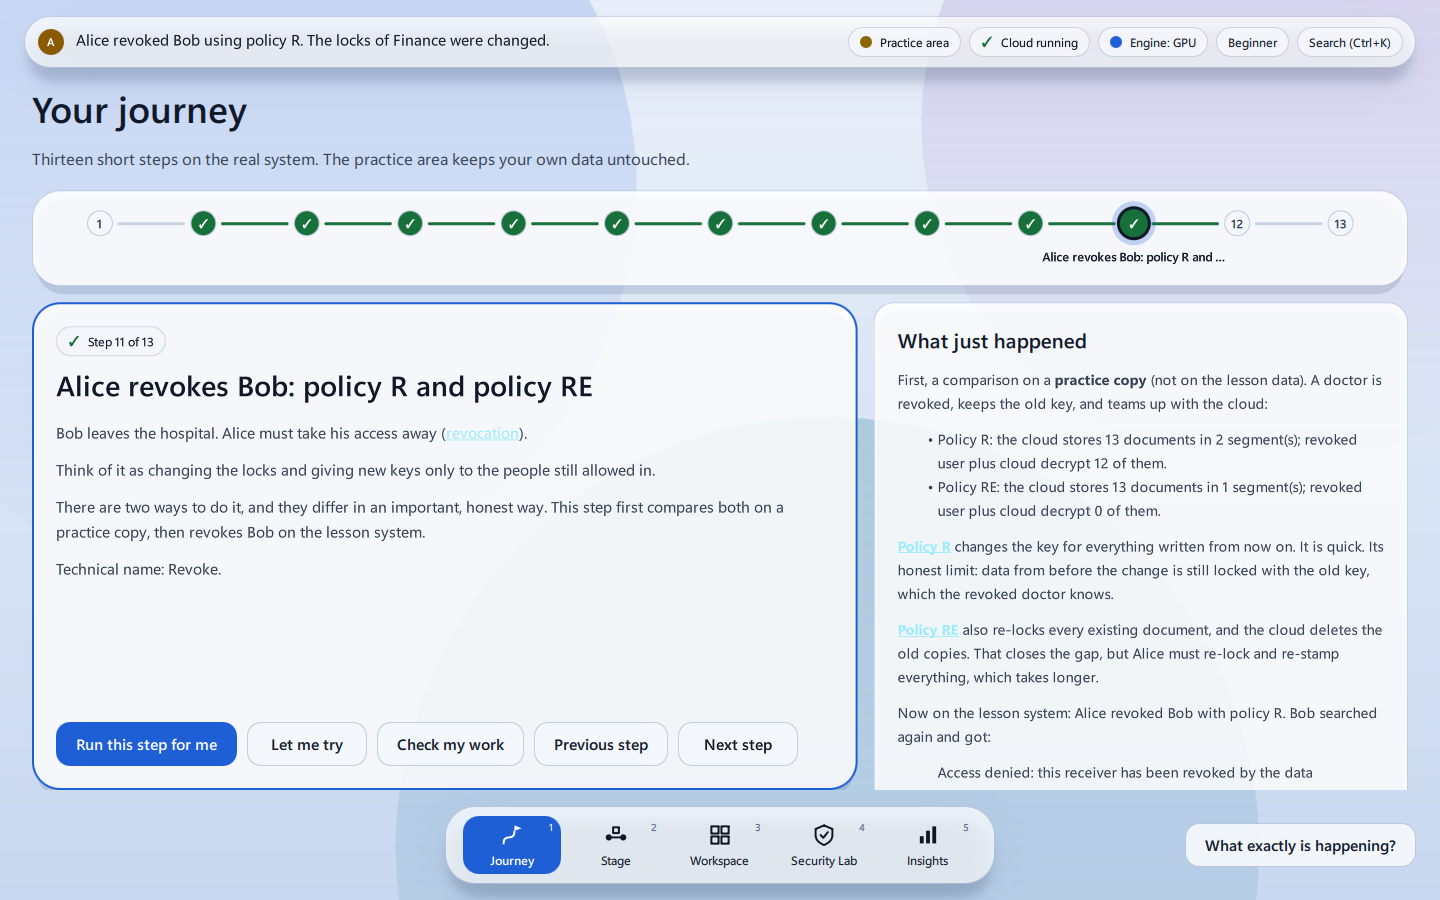 A
Alice revoked Bob using policy R. The locks of Finance were changed.
Practice area
✓ Cloud running
Engine: GPU
Beginner
Search (Ctrl+K)
Your journey
Thirteen short steps on the real system. The practice area keeps your own data untouched.
1 ✓ ✓ ✓ ✓ ✓ ✓ ✓ ✓ ✓ ✓ 12 13
Alice revokes Bob: policy R and ...
✓ Step 11 of 13
Alice revokes Bob: policy R and policy RE
Bob leaves the hospital. Alice must take his access away (revocation).
Think of it as changing the locks and giving new keys only to the people still allowed in.
There are two ways to do it, and they differ in an important, honest way. This step first compares both on a
practice copy, then revokes Bob on the lesson system.
Technical name: Revoke.
Run this step for me
Let me try
Check my work
Previous step
Next step
What just happened
First, a comparison on a practice copy (not on the lesson data). A doctor is
revoked, keeps the old key, and teams up with the cloud:
• Policy R: the cloud stores 13 documents in 2 segment(s); revoked
user plus cloud decrypt 12 of them.
• Policy RE: the cloud stores 13 documents in 1 segment(s); revoked
user plus cloud decrypt 0 of them.
Policy R changes the key for everything written from now on. It is quick. Its
honest limit: data from before the change is still locked with the old key,
which the revoked doctor knows.
Policy RE also re-locks every existing document, and the cloud deletes the
old copies. That closes the gap, but Alice must re-lock and re-stamp
everything, which takes longer.
Now on the lesson system: Alice revoked Bob with policy R. Bob searched
again and got:
Access denied: this receiver has been revoked by the data
Journey 1
Stage 2
Workspace 3
Security Lab 4
Insights 5
What exactly is happening?